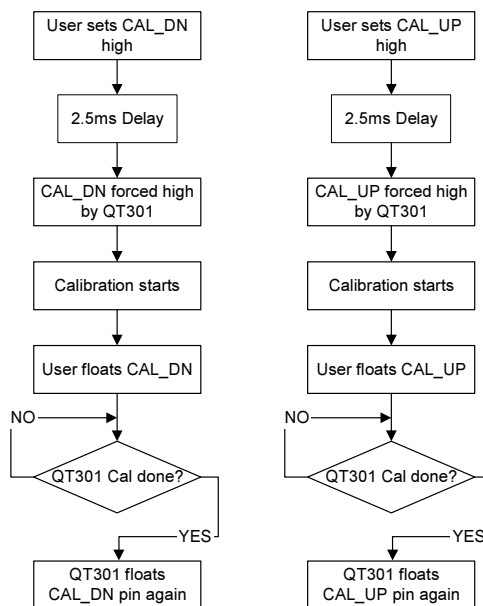 User sets CAL_DN
high
2.5ms Delay
CAL_DN forced high
by QT301
Calibration starts
User floats CAL_DN
NO
QT301 Cal done?
YES
QT301 floats
CAL_DN pin again
User sets CAL_UP
high
2.5ms Delay
CAL_UP forced high
by QT301
Calibration starts
User floats CAL_UP
NO
QT301 Cal done?
YES
QT301 floats
CAL_UP pin again